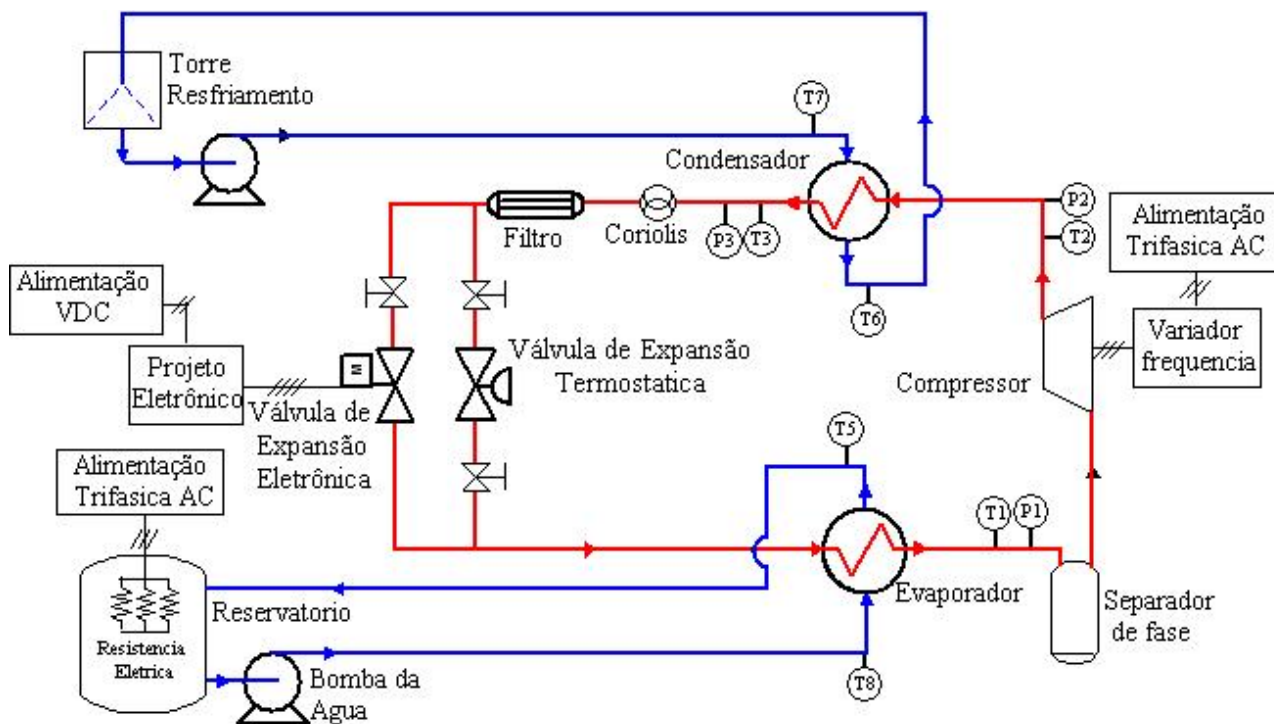 Torre
Resfriamento
T7
Condensador
P2
T2
Alimentação
Trifasica AC
Filtro
Coriolis
P3
T3
T6
Alimentação
VDC
Projeto
Eletrônico
M
Válvula de
Expansão
Eletrônica
Válvula de Expansão
Termostatica
Compressor
Variador
frequencia
Alimentação
Trifasica AC
T5
T1
P1
Evaporador
Separador
de fase
Reservatorio
Resistencia
Eletrica
Bomba da
Agua
T8